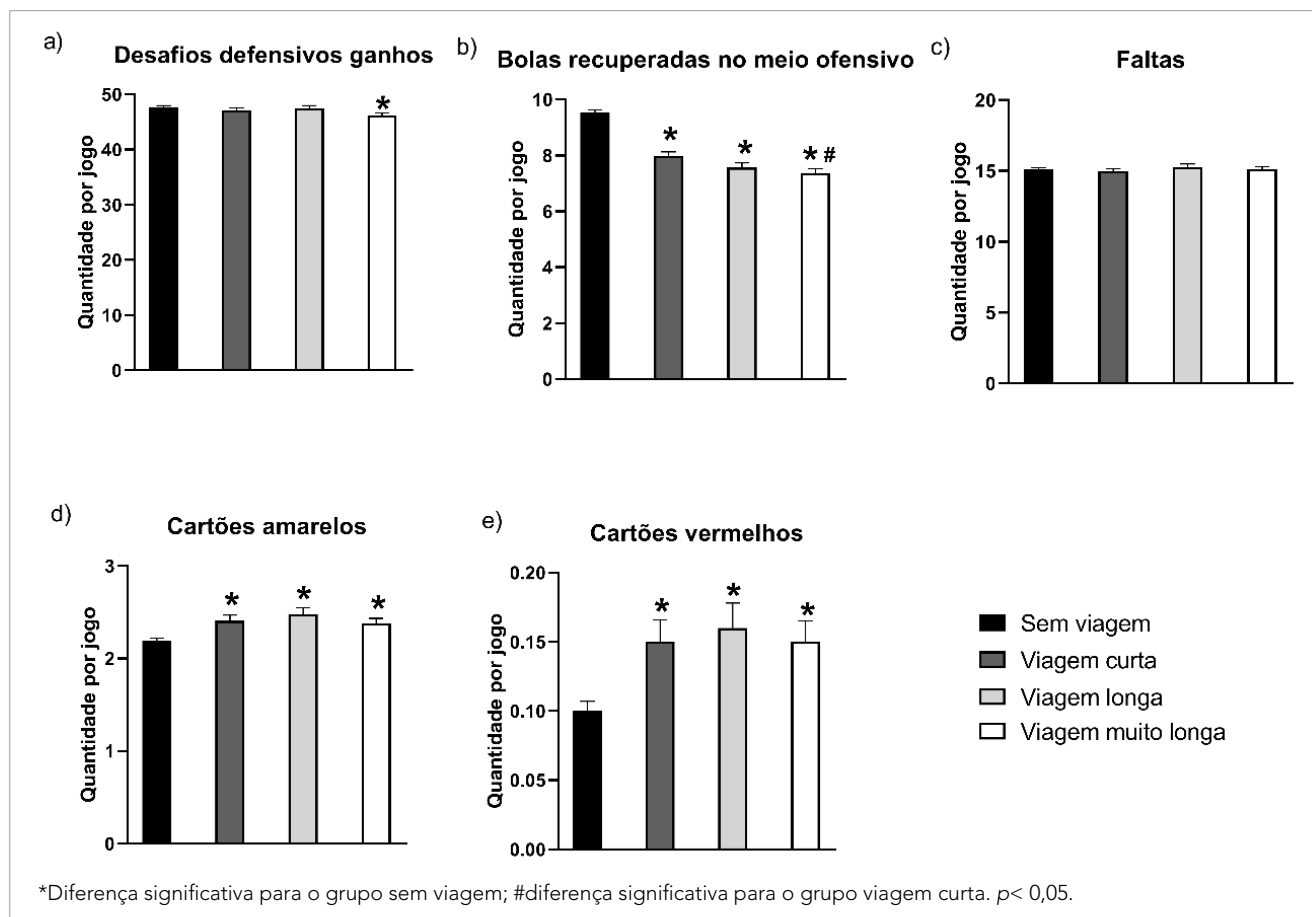 a)
Desafios defensivos ganhos
Quantidade por jogo
50
40
30
20
10
0
*
b)
Bolas recuperadas no meio ofensivo
Quantidade por jogo
10
8
6
4
2
0
*
*
* #
c)
Faltas
Quantidade por jogo
20
15
10
5
0
d)
Cartões amarelos
Quantidade por jogo
3
2
1
0
*
*
*
e)
Cartões vermelhos
Quantidade por jogo
0.20
0.15
0.10
0.05
0.00
*
*
*
Sem viagem
Viagem curta
Viagem longa
Viagem muito longa
*Diferença significativa para o grupo sem viagem; #diferença significativa para o grupo viagem curta. p< 0,05.